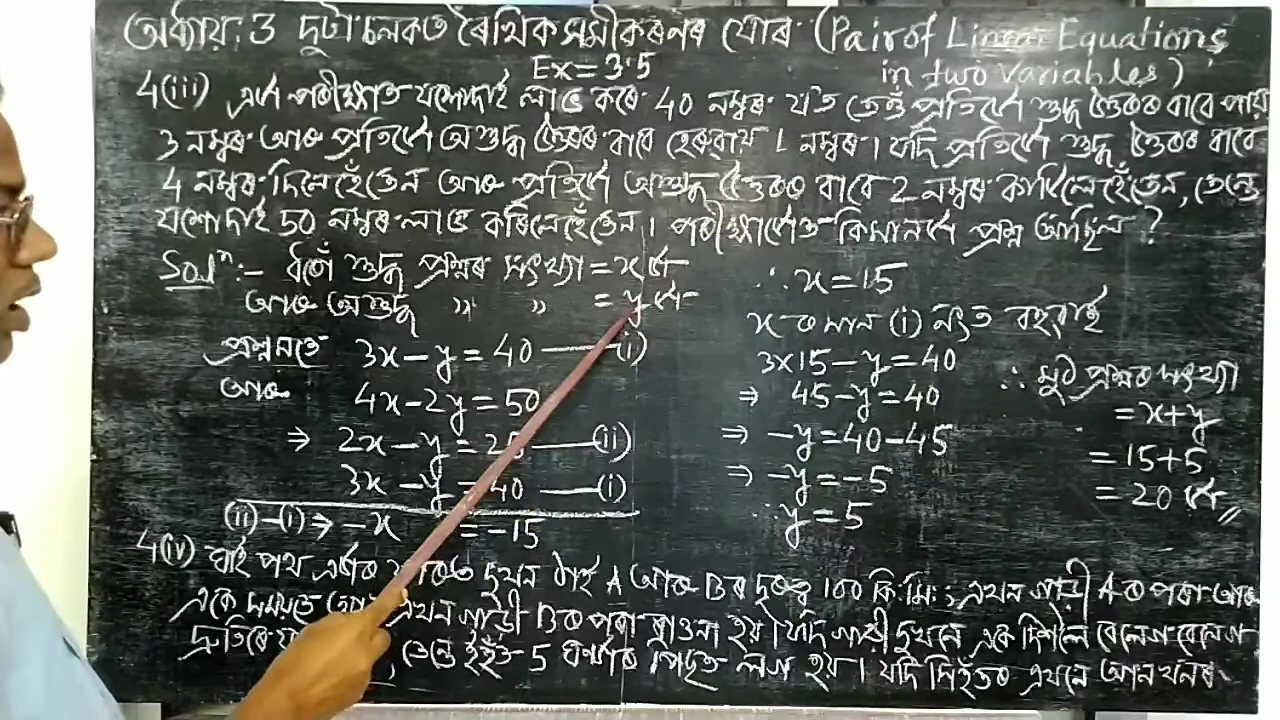 অধ্যায়: 3 দুটা চলকত ৰৈখিক সমীকৰণৰ যোৰ (Pair of Linear Equations
in two Variables)
Ex = 3.5
4(iii) এটা পৰীক্ষাত যশোদাই লাভ কৰে 40 নম্বৰ য'ত তেওঁ প্ৰতিটো শুদ্ধ উত্তৰৰ বাবে পায়
3 নম্বৰ আৰু প্ৰতিটো অশুদ্ধ উত্তৰৰ বাবে হেৰুৱায় 1 নম্বৰ। যদি প্ৰতিটো শুদ্ধ উত্তৰৰ বাবে
4 নম্বৰ দিলেহেঁতেন আৰু প্ৰতিটো অশুদ্ধ উত্তৰৰ বাবে 2 নম্বৰ কাটিলেহেঁতেন, তেন্তে
যশোদাই 50 নম্বৰ লাভ কৰিলেহেঁতেন। পৰীক্ষাটোত কিমানটা প্ৰশ্ন আছিল?
Solⁿ:- ধৰোঁ শুদ্ধ প্ৰশ্নৰ সংখ্যা = x টা
আৰু অশুদ্ধ " " = y টা
প্ৰশ্নমতে 3x - y = 40 —— (i)
আৰু 4x - 2y = 50
⇒ 2x - y = 25 —— (ii)
3x - y = 40 —— (i)
(ii) - (i) ⇒ -x = -15
∴ x = 15
x ৰ মান (i) নংত বহুৱাই
3×15 - y = 40
⇒ 45 - y = 40
⇒ -y = 40 - 45
⇒ -y = -5
∴ y = 5
∴ মুঠ প্ৰশ্নৰ সংখ্যা
= x + y
= 15 + 5
= 20 টা
4(iv) ঘাই পথ এটাৰ ওপৰত দুখন ঠাই A আৰু B ৰ দূৰত্ব 100 কি:মি:, এখন গাড়ী A ৰ পৰা আৰু
একে সময়তে আন এখন গাড়ী B ৰ পৰা ৰাওনা হয়। যদি গাড়ী দুখনে একে দিশলৈ বেলেগ বেলেগ
দ্ৰুতিৰে , তেন্তে ইহঁত 5 ঘণ্টাৰ পিছত লগ হয়। যদি সিহঁতৰ এখনে আনখনৰ